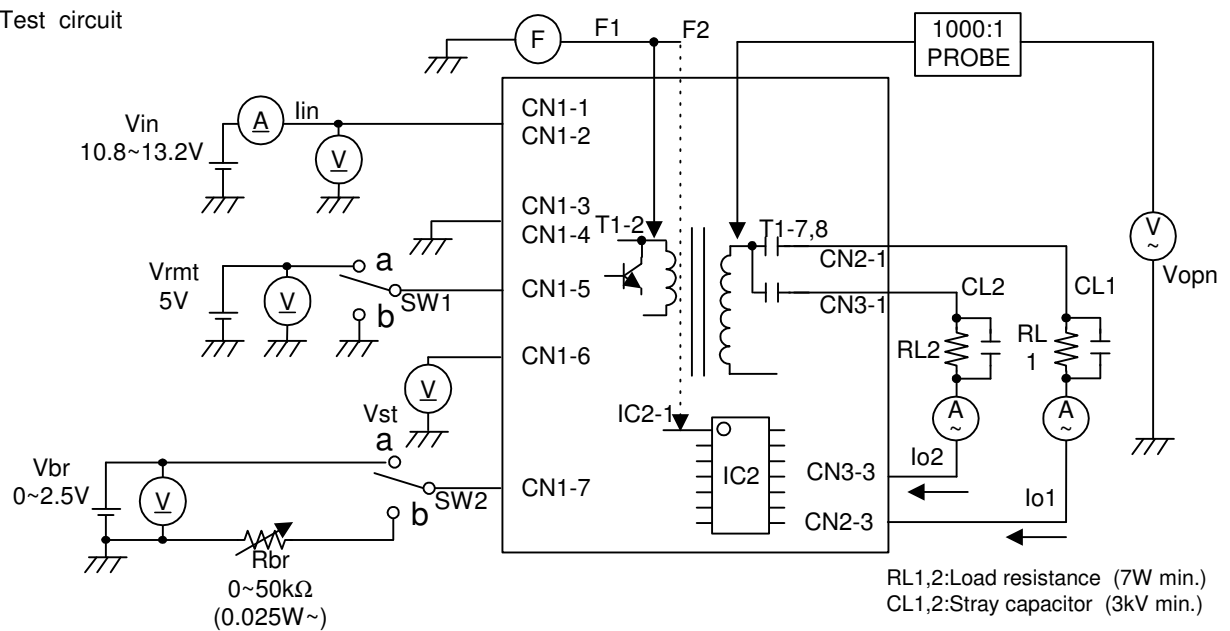 Test circuit
F
F1
F2
1000:1
PROBE
Vin
10.8~13.2V
A
Iin
V
CN1-1
CN1-2
CN1-3
CN1-4
T1-2
T1-7,8
CN2-1
CN3-1
V
~
Vopn
Vrmt
5V
V
a
b
SW1
CN1-5
CN1-6
V
Vst
CL2
CL1
RL2
RL
1
A
~
A
~
IC2-1
IC2
Io2
Io1
CN3-3
CN2-3
Vbr
0~2.5V
V
a
b
SW2
CN1-7
Rbr
0~50kΩ
(0.025W~)
RL1,2:Load resistance (7W min.)
CL1,2:Stray capacitor (3kV min.)